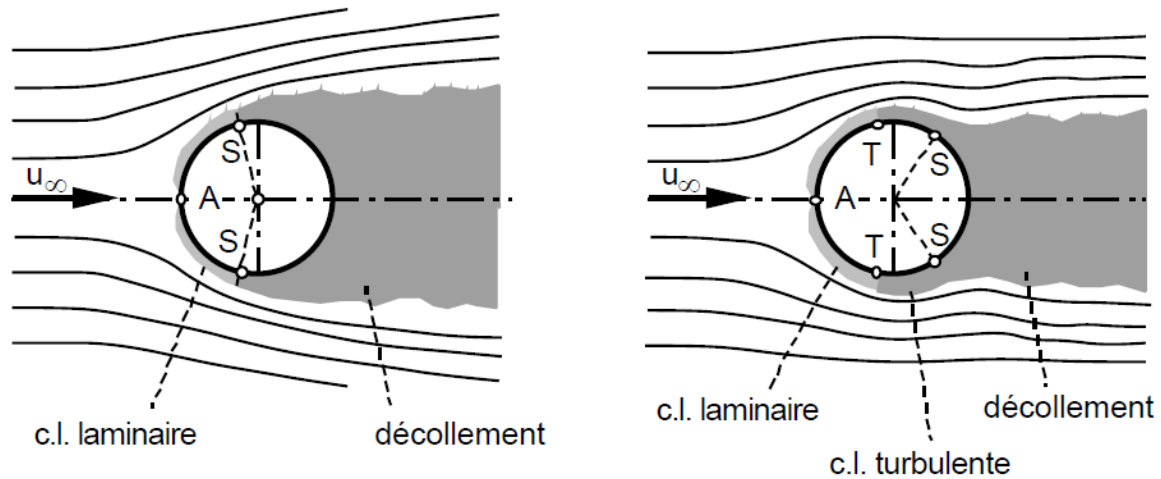 u∞
A
S
S
c.l. laminaire
décollement
u∞
A
T
T
S
S
c.l. laminaire
c.l. turbulente
décollement